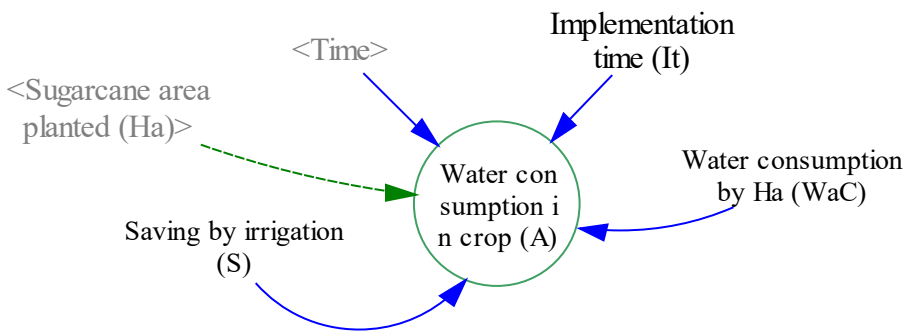 <Time>
Implementation
time (It)
<Sugarcane area
planted (Ha)>
Water con
sumption i
n crop (A)
Water consumption
by Ha (WaC)
Saving by irrigation
(S)